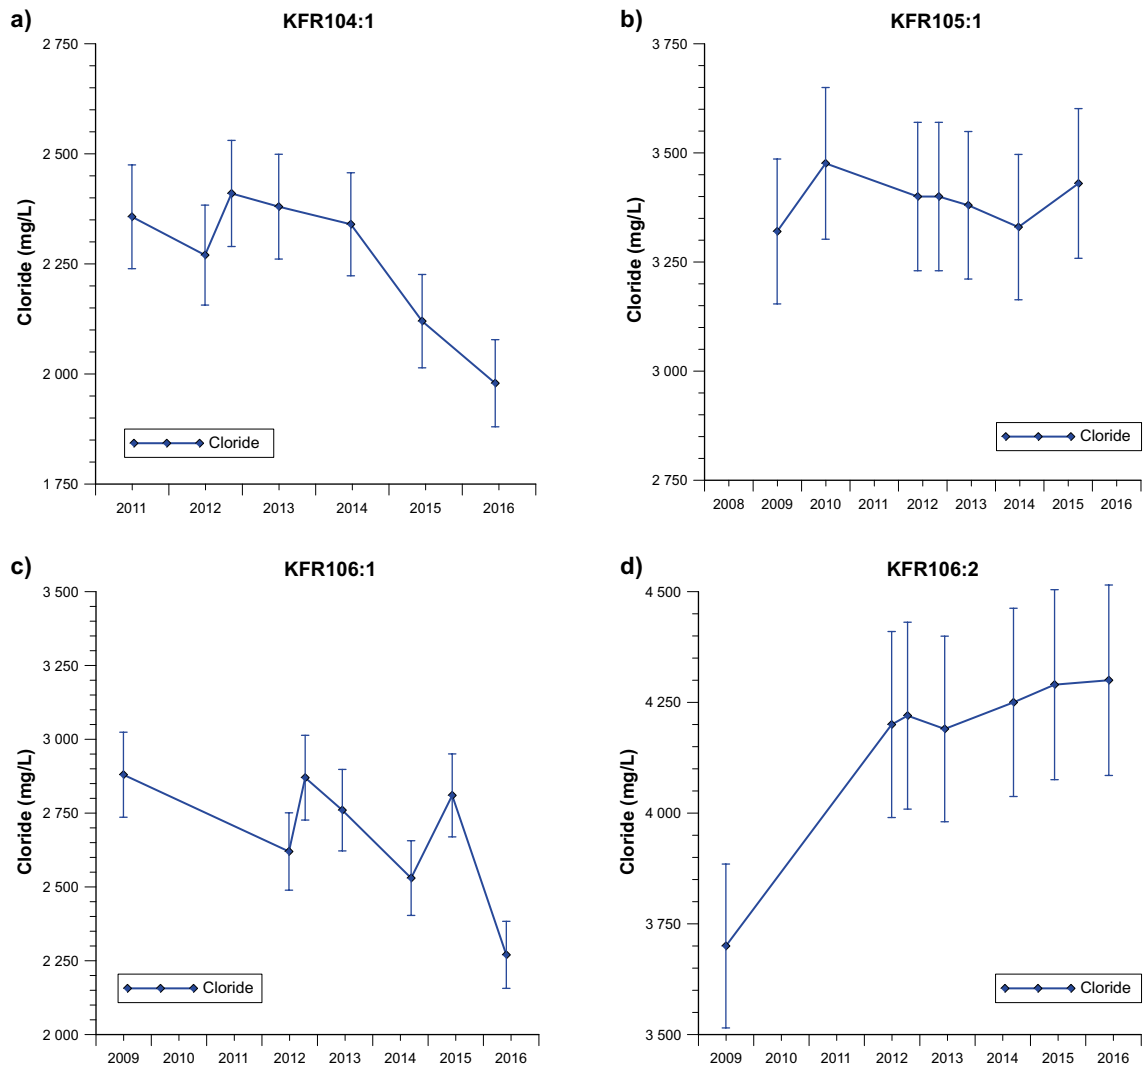 a)
KFR104:1
Cloride (mg/L)
2 750
2 500
2 250
2 000
1 750
Cloride
2011 2012 2013 2014 2015 2016
b)
KFR105:1
Cloride (mg/L)
3 750
3 500
3 250
3 000
2 750
Cloride
2008 2009 2010 2011 2012 2013 2014 2015 2016
c)
KFR106:1
Cloride (mg/L)
3 500
3 250
3 000
2 750
2 500
2 250
2 000
Cloride
2009 2010 2011 2012 2013 2014 2015 2016
d)
KFR106:2
Cloride (mg/L)
4 500
4 250
4 000
3 750
3 500
Cloride
2009 2010 2011 2012 2013 2014 2015 2016